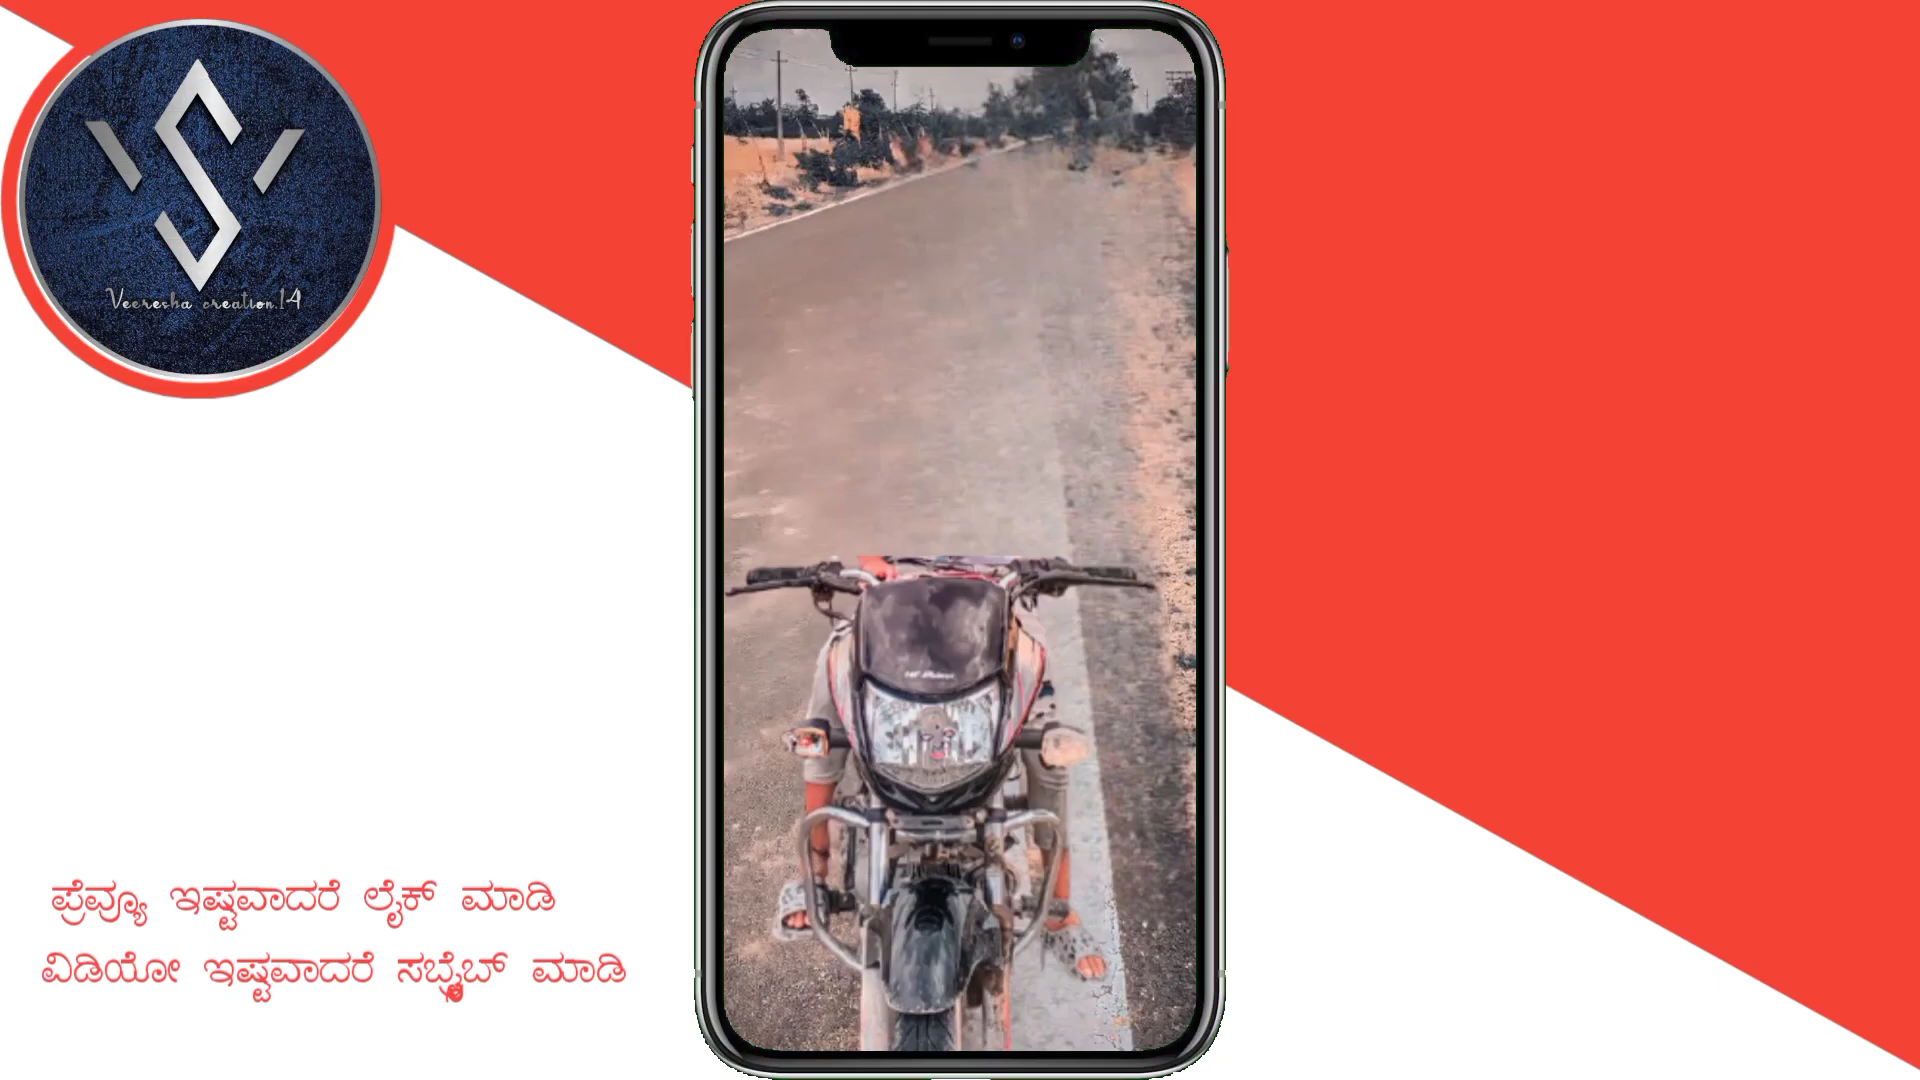 Veeresha creation.14
ಪ್ರೆವ್ಯೂ ಇಷ್ಟವಾದರೆ ಲೈಕ್ ಮಾಡಿ
ವಿಡಿಯೋ ಇಷ್ಟವಾದರೆ ಸಬ್ಸ್ಕ್ರೈಬ್ ಮಾಡಿ